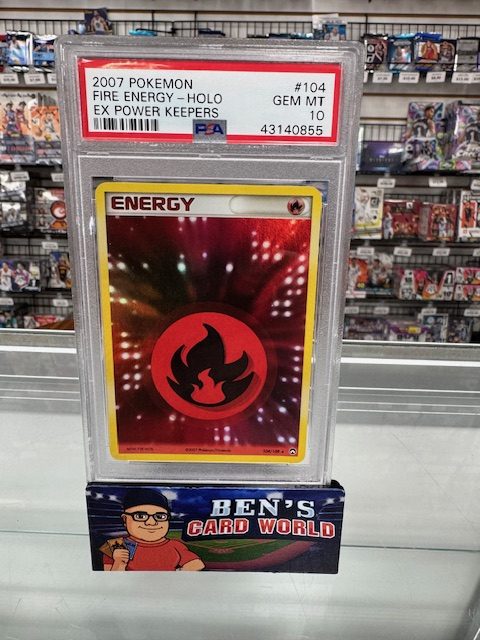 2007 POKEMON #104
FIRE ENERGY - HOLO GEM MT
EX POWER KEEPERS 10
PSA 43140855
ENERGY
BEN'S
CARD WORLD